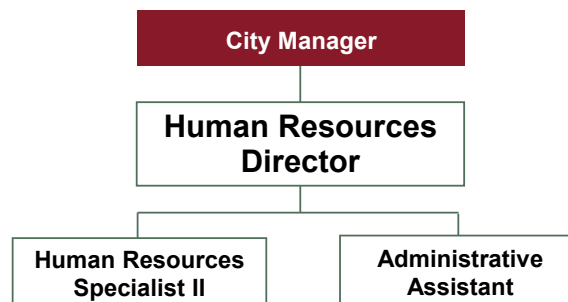 City Manager
Human Resources
Director
Human Resources
Specialist II
Administrative
Assistant